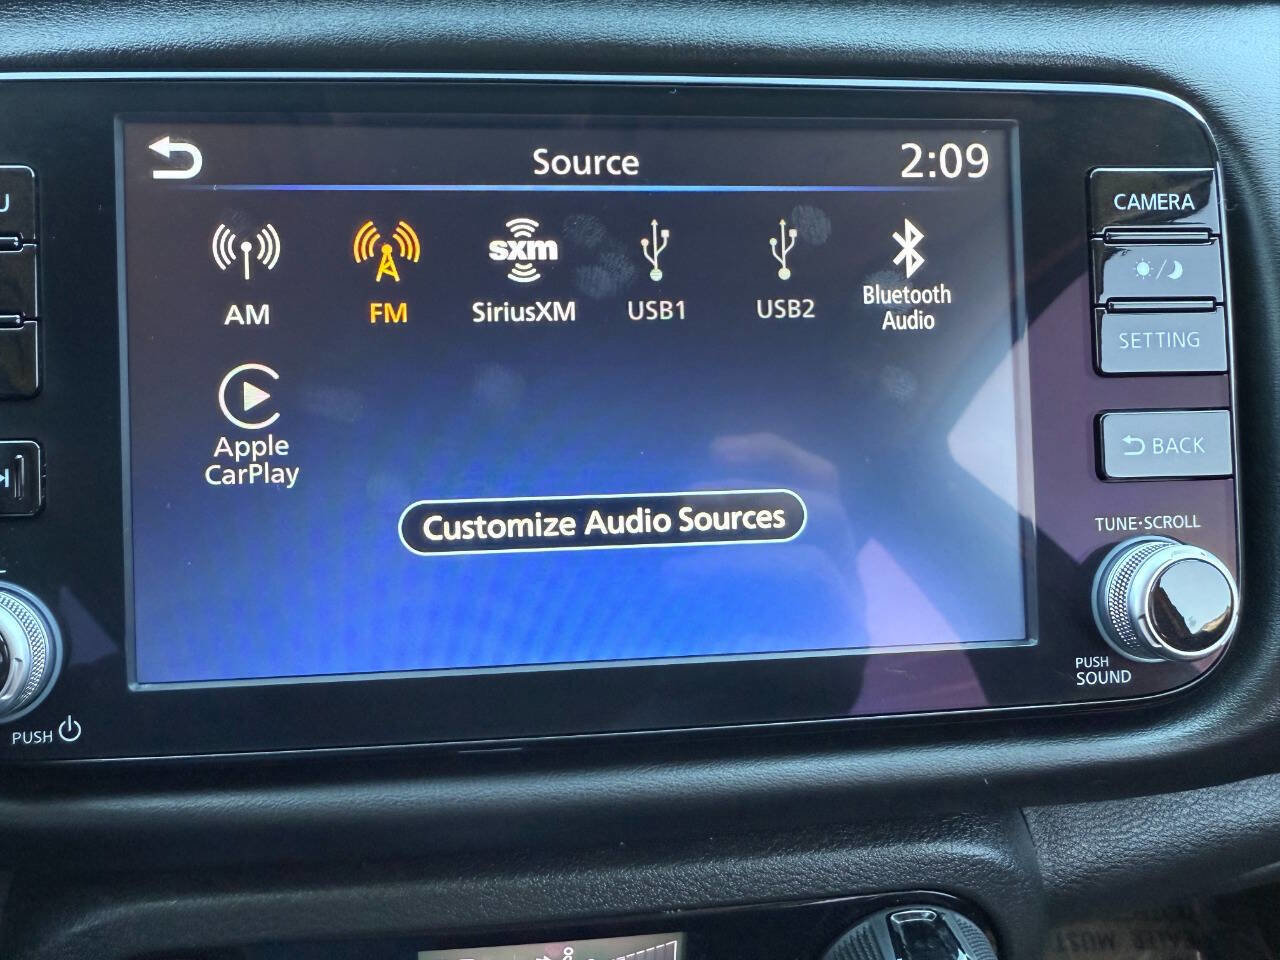 Source
2:09
AM
FM
sxm
SiriusXM
USB1
USB2
Bluetooth
Audio
Apple
CarPlay
Customize Audio Sources
CAMERA
SETTING
BACK
TUNE·SCROLL
PUSH
SOUND
PUSH